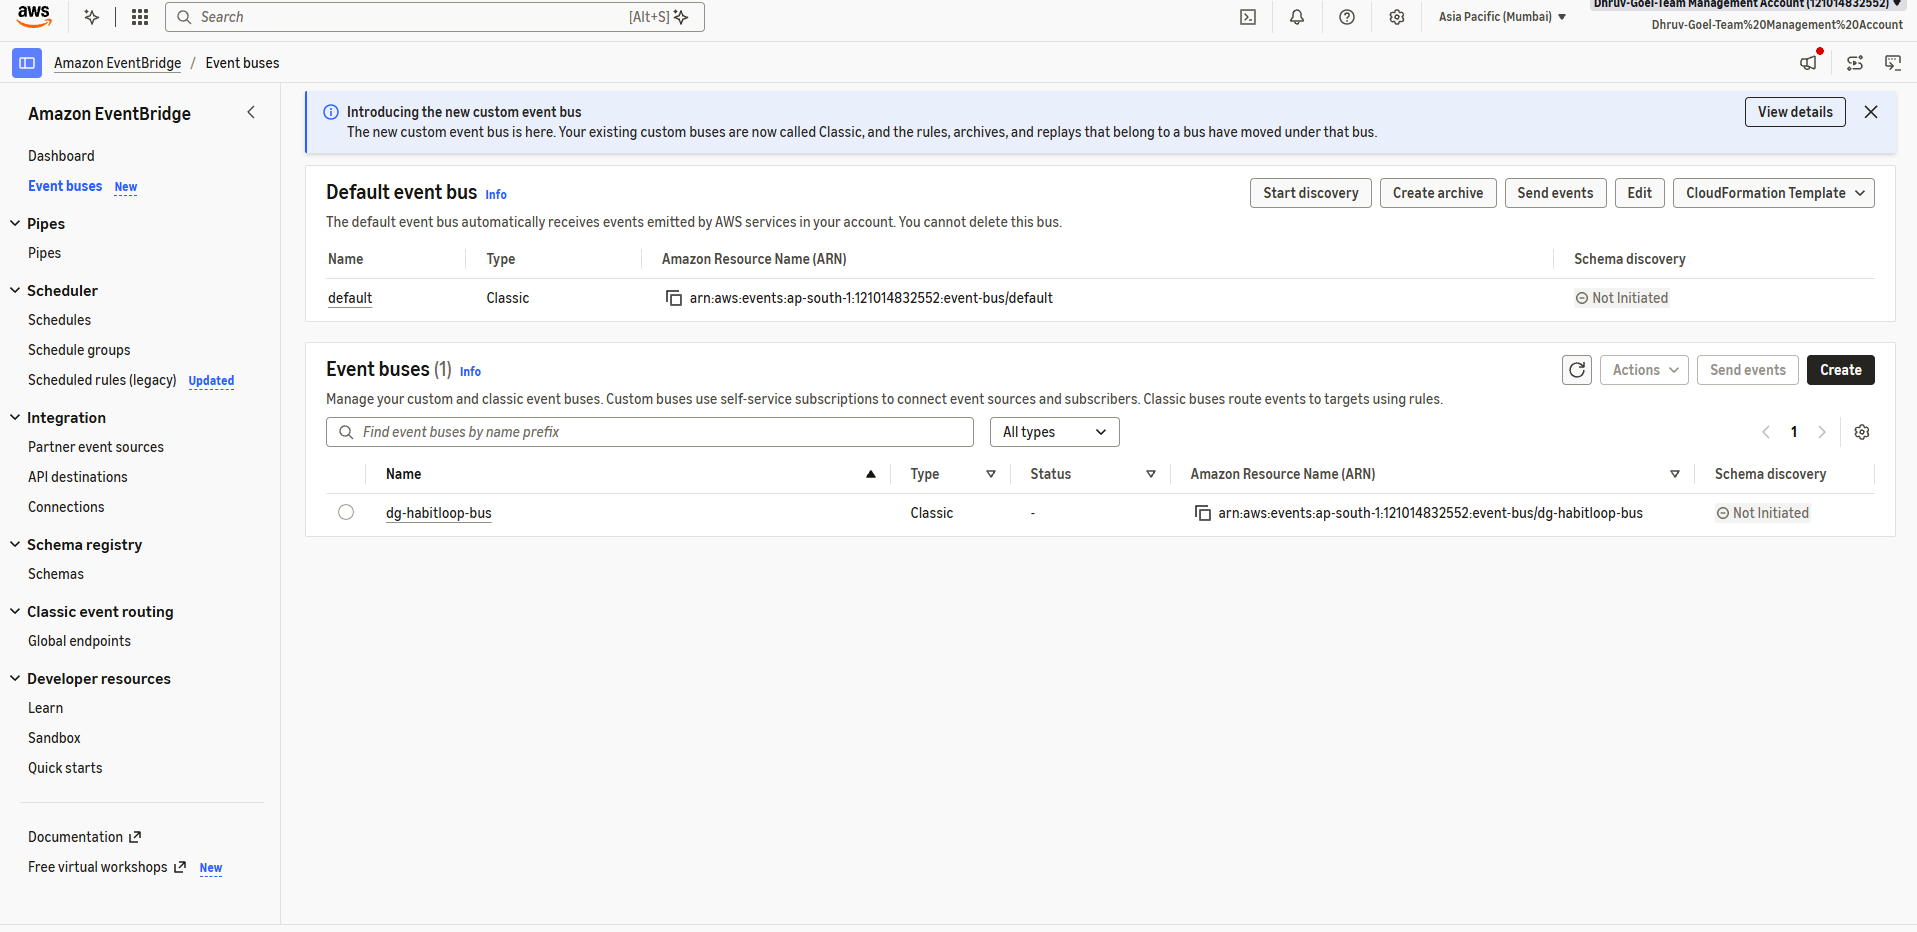 aws
Search [Alt+S]
Asia Pacific (Mumbai)
Dhruv-Goel-Team Management Account (121014832552)
Dhruv-Goel-Team%20Management%20Account
Amazon EventBridge / Event buses
Amazon EventBridge
Dashboard
Event buses New
Pipes
Pipes
Scheduler
Schedules
Schedule groups
Scheduled rules (legacy) Updated
Integration
Partner event sources
API destinations
Connections
Schema registry
Schemas
Classic event routing
Global endpoints
Developer resources
Learn
Sandbox
Quick starts
Documentation
Free virtual workshops New
Introducing the new custom event bus
The new custom event bus is here. Your existing custom buses are now called Classic, and the rules, archives, and replays that belong to a bus have moved under that bus.
View details
Default event bus Info
Start discovery Create archive Send events Edit CloudFormation Template
The default event bus automatically receives events emitted by AWS services in your account. You cannot delete this bus.
Name Type Amazon Resource Name (ARN) Schema discovery
default Classic arn:aws:events:ap-south-1:121014832552:event-bus/default Not Initiated
Event buses (1) Info
Actions Send events Create
Manage your custom and classic event buses. Custom buses use self-service subscriptions to connect event sources and subscribers. Classic buses route events to targets using rules.
Find event buses by name prefix All types 1
Name Type Status Amazon Resource Name (ARN) Schema discovery
dg-habitloop-bus Classic - arn:aws:events:ap-south-1:121014832552:event-bus/dg-habitloop-bus Not Initiated